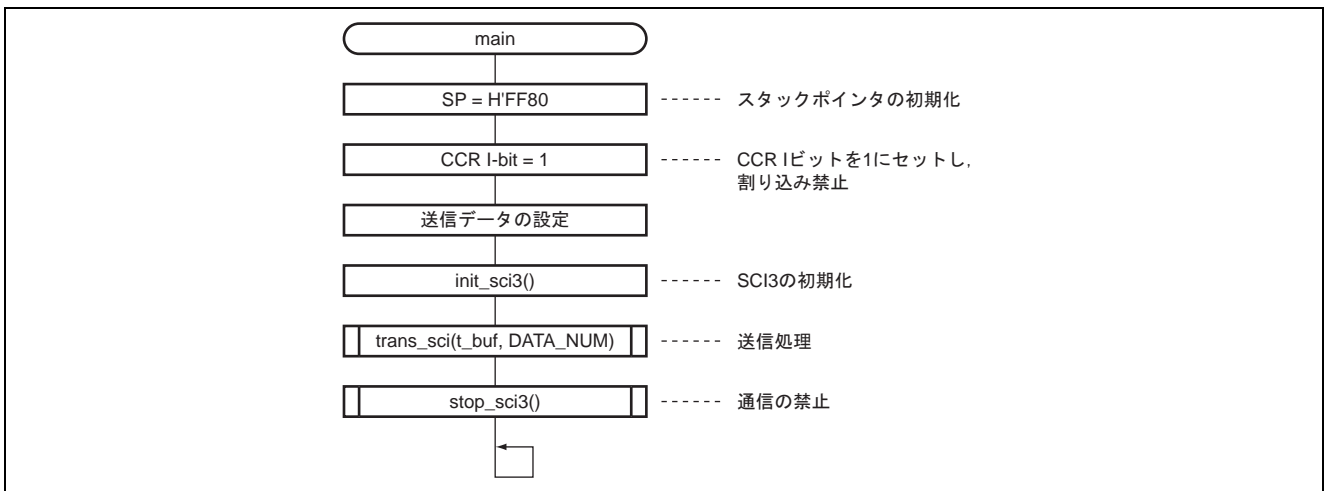 main
SP = H'FF80
スタックポインタの初期化
CCR I-bit = 1
CCR Iビットを1にセットし,
割り込み禁止
送信データの設定
init_sci3()
SCI3の初期化
trans_sci(t_buf, DATA_NUM)
送信処理
stop_sci3()
通信の禁止